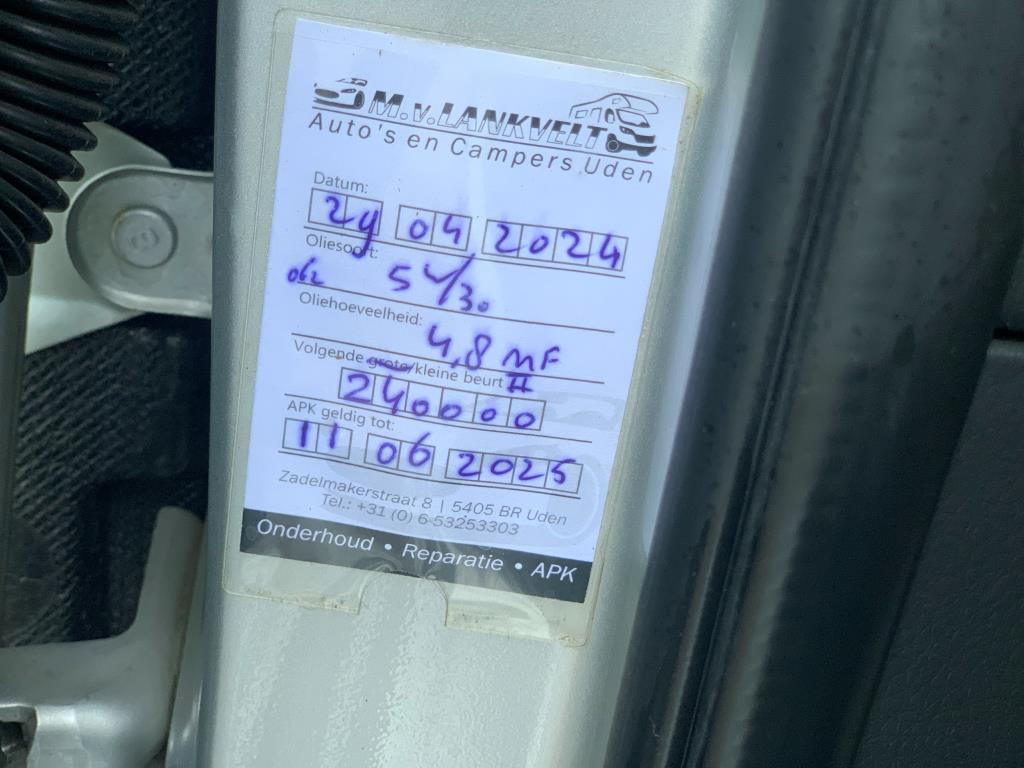 M.v.LANKVELT
Auto's en Campers Uden
Datum:
24 04 2024
Oliesoort:
5W/30
Oliehoeveelheid:
4,8 MF
Volgende grote/kleine beurt
240000
APK geldig tot:
11 06 2025
Zadelmakerstraat 8 | 5405 BR Uden
Tel.: +31 (0) 6-53253303
Onderhoud • Reparatie • APK